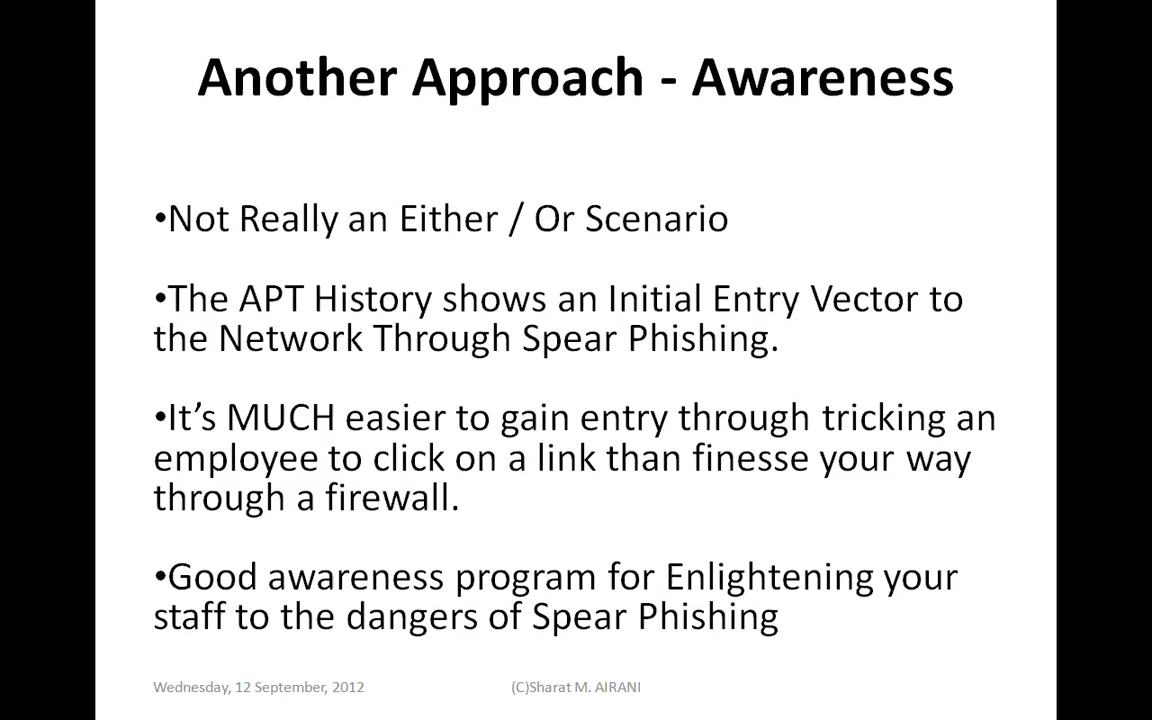 Another Approach - Awareness
•Not Really an Either / Or Scenario
•The APT History shows an Initial Entry Vector to
the Network Through Spear Phishing.
•It’s MUCH easier to gain entry through tricking an
employee to click on a link than finesse your way
through a firewall.
•Good awareness program for Enlightening your
staff to the dangers of Spear Phishing
Wednesday, 12 September, 2012 (C)Sharat M. AIRANI